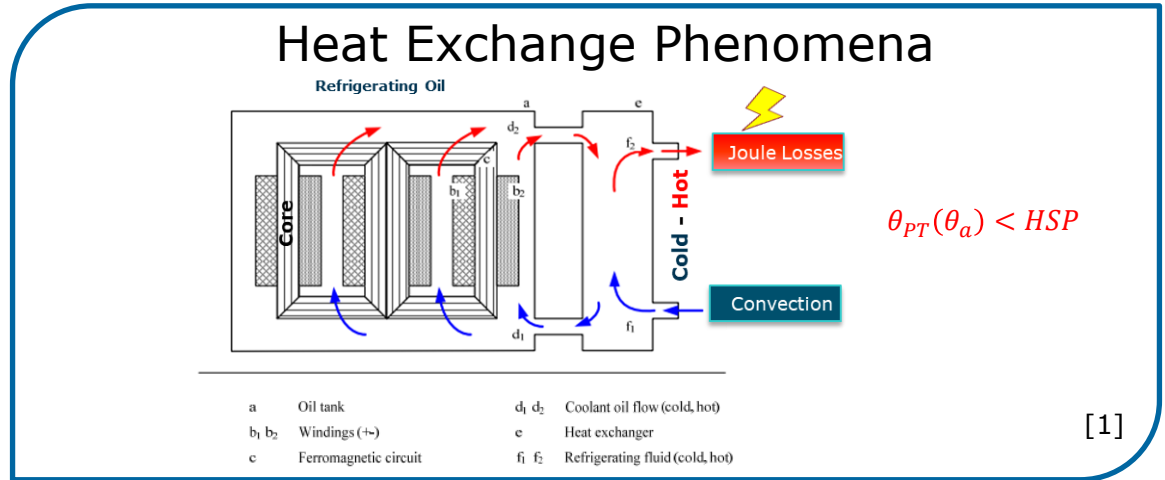 Heat Exchange Phenomena
Refrigerating Oil
a
e
d₂
f₂
c
b₁
b₂
Core
d₁
f₁
Cold - Hot
Joule Losses
θ_PT(θ_a) < HSP
Convection
a Oil tank
b₁ b₂ Windings (+-)
c Ferromagnetic circuit
d₁ d₂ Coolant oil flow (cold, hot)
e Heat exchanger
f₁ f₂ Refrigerating fluid (cold, hot)
[1]